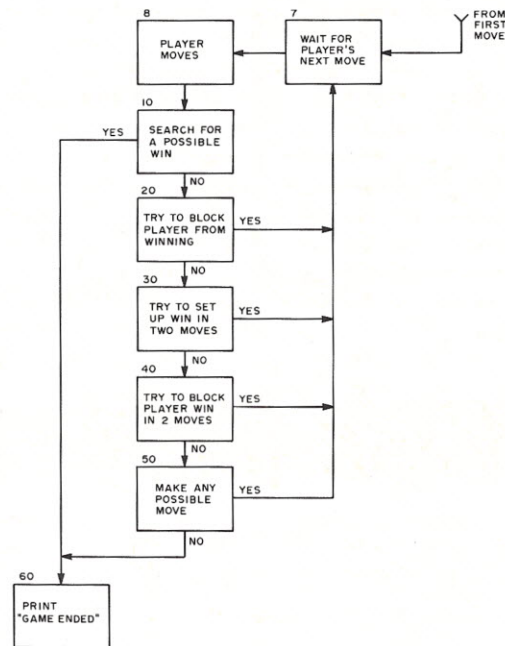 8
PLAYER
MOVES
7
WAIT FOR
PLAYER'S
NEXT MOVE
FROM
FIRST
MOVE
10
SEARCH FOR
A POSSIBLE
WIN
YES
NO
20
TRY TO BLOCK
PLAYER FROM
WINNING
YES
NO
30
TRY TO SET
UP WIN IN
TWO MOVES
YES
NO
40
TRY TO BLOCK
PLAYER WIN
IN 2 MOVES
YES
NO
50
MAKE ANY
POSSIBLE
MOVE
YES
NO
60
PRINT
"GAME ENDED"